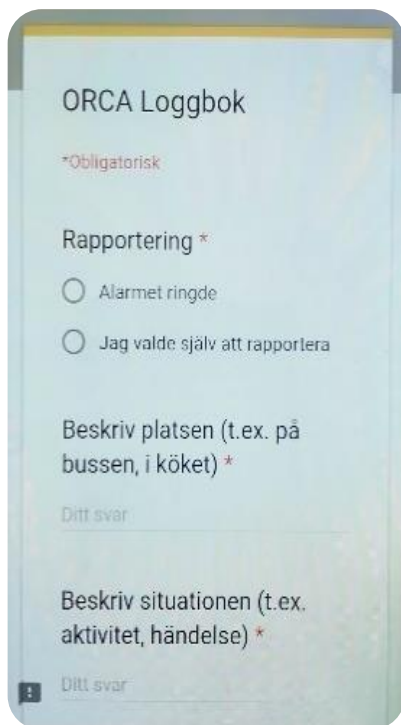 ORCA Loggbok
*Obligatorisk
Rapportering *
Alarmet ringde
Jag valde själv att rapportera
Beskriv platsen (t.ex. på
bussen, i köket) *
Ditt svar
Beskriv situationen (t.ex.
aktivitet, händelse) *
Ditt svar